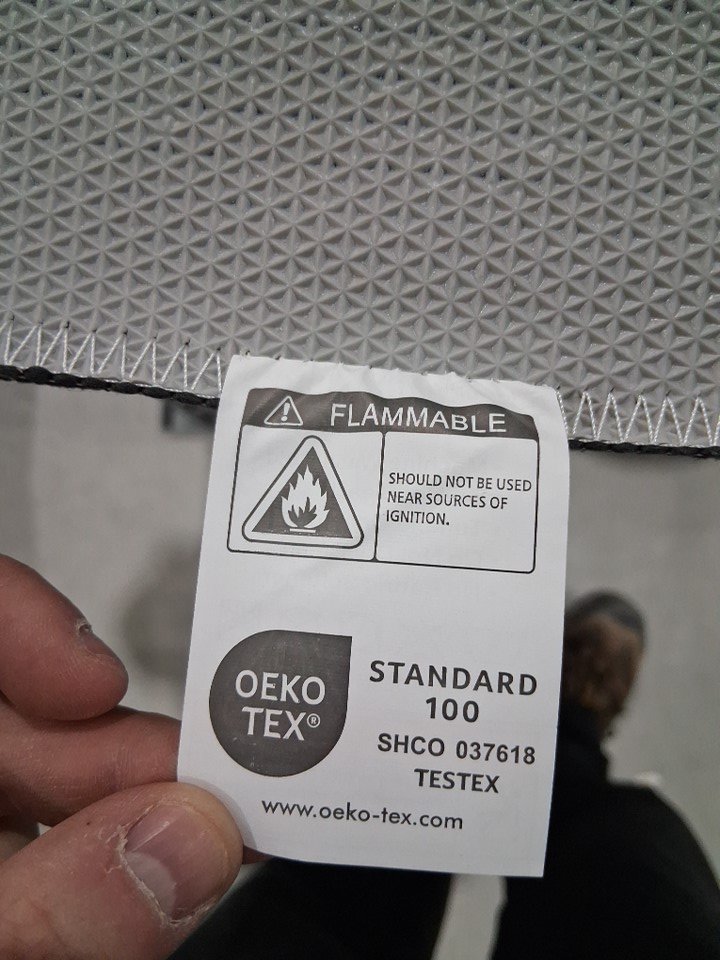 FLAMMABLE
SHOULD NOT BE USED
NEAR SOURCES OF
IGNITION.
OEKO
TEX®
STANDARD
100
SHCO 037618
TESTEX
www.oeko-tex.com